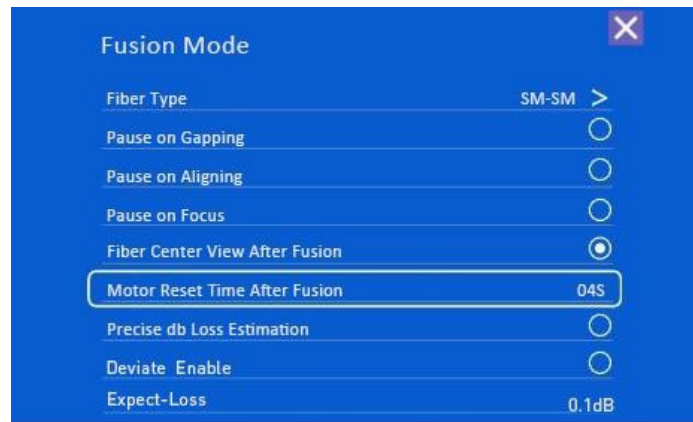 Fusion Mode
Fiber Type SM-SM >
Pause on Gapping
Pause on Aligning
Pause on Focus
Fiber Center View After Fusion
Motor Reset Time After Fusion 04S
Precise db Loss Estimation
Deviate Enable
Expect-Loss 0.1dB